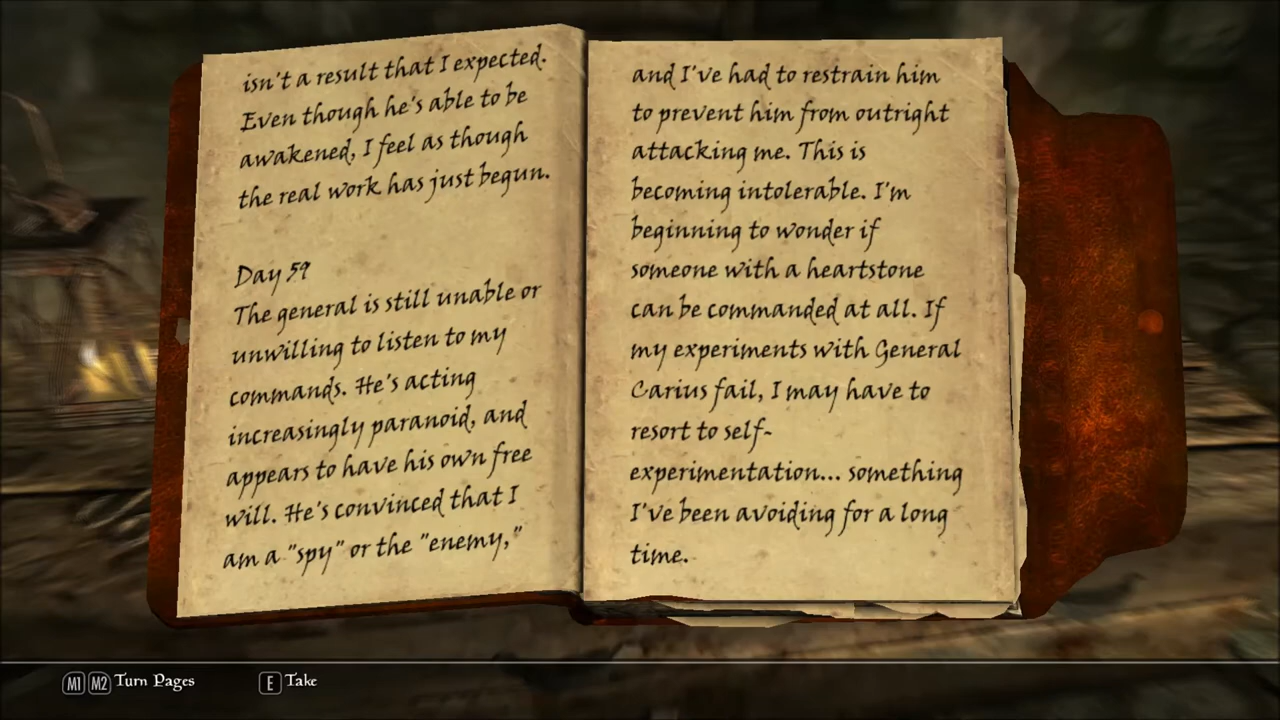 isn't a result that I expected.
Even though he's able to be
awakened, I feel as though
the real work has just begun.
Day 59
The general is still unable or
unwilling to listen to my
commands. He's acting
increasingly paranoid, and
appears to have his own free
will. He's convinced that I
am a "spy" or the "enemy,"
and I've had to restrain him
to prevent him from outright
attacking me. This is
becoming intolerable. I'm
beginning to wonder if
someone with a heartstone
can be commanded at all. If
my experiments with General
Carius fail, I may have to
resort to self-
experimentation... something
I've been avoiding for a long
time.
M1 M2 Turn Pages
E Take